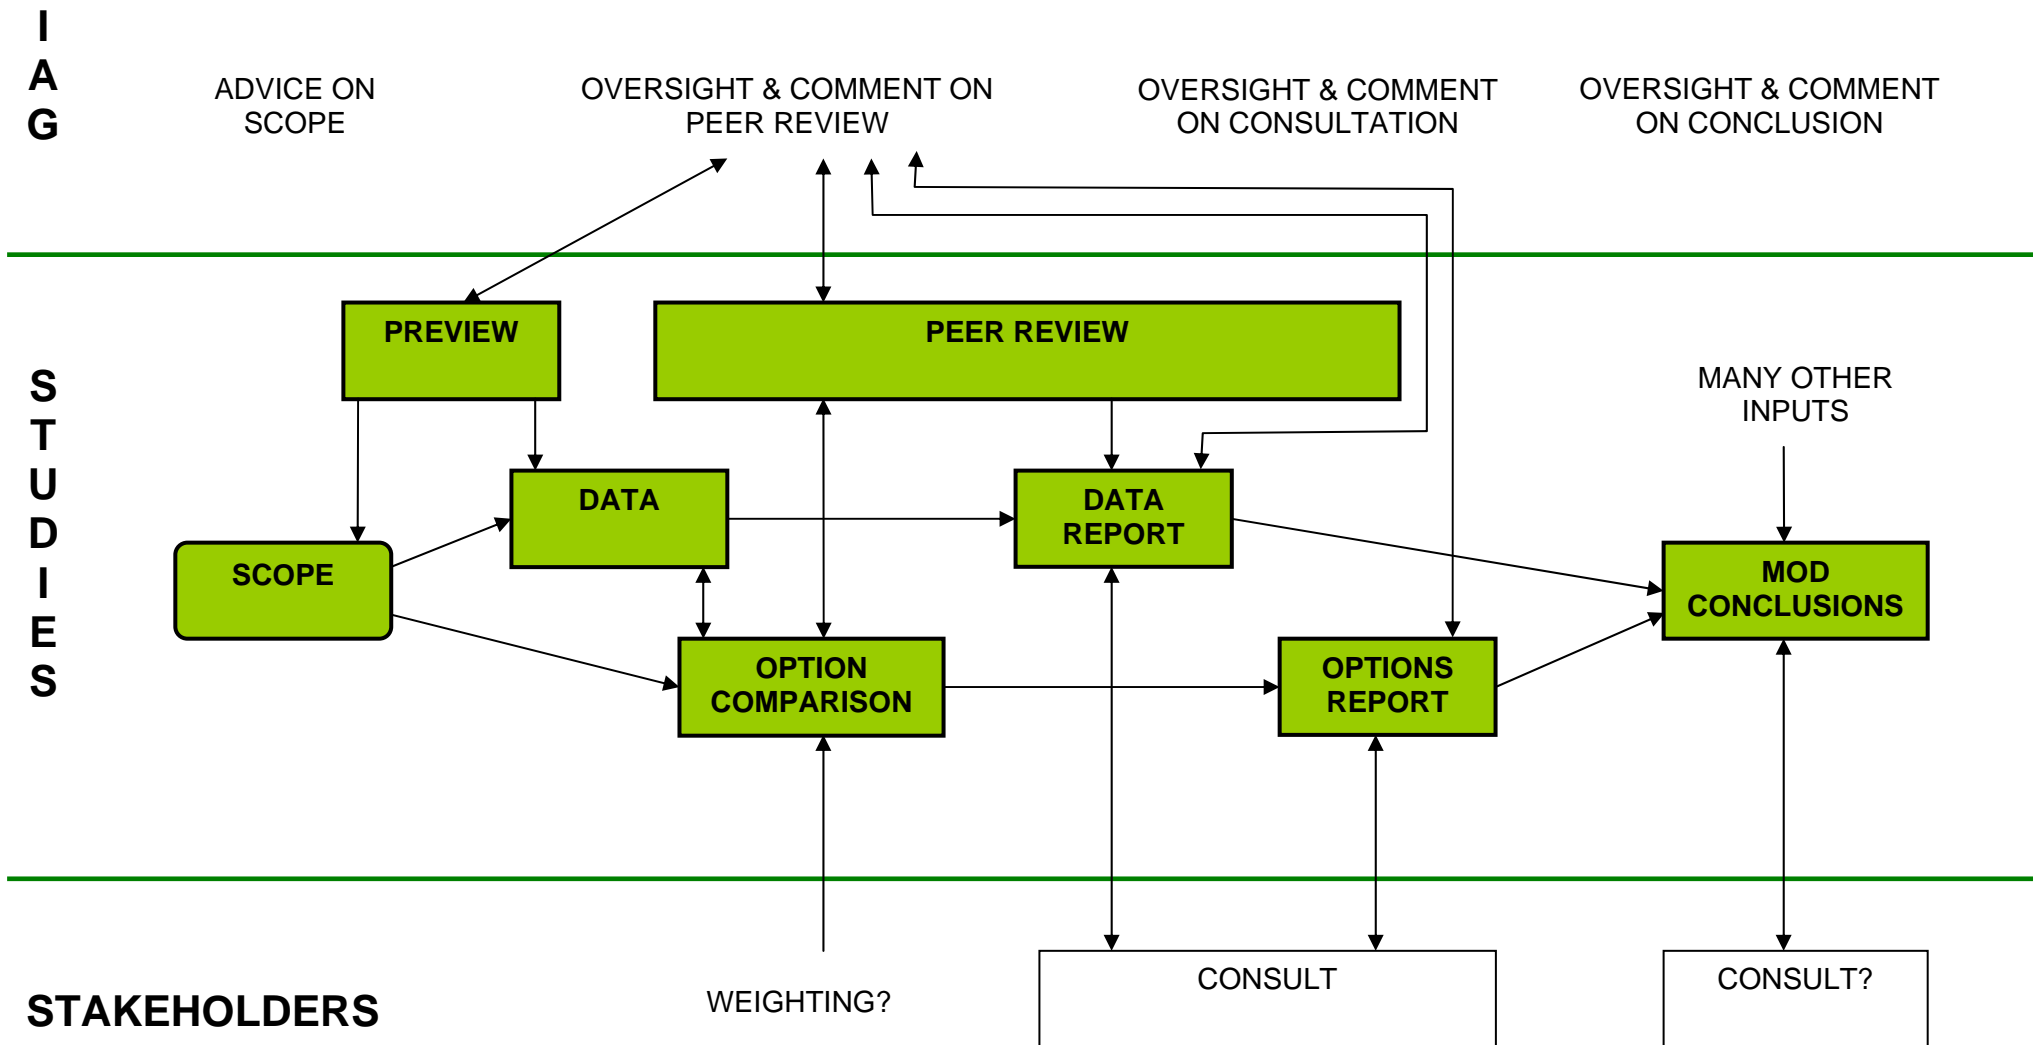 I
A
G
ADVICE ON
SCOPE
OVERSIGHT & COMMENT ON
PEER REVIEW
OVERSIGHT & COMMENT
ON CONSULTATION
OVERSIGHT & COMMENT
ON CONCLUSION
S
T
U
D
I
E
S
PREVIEW
PEER REVIEW
MANY OTHER
INPUTS
DATA
DATA
REPORT
SCOPE
MOD
CONCLUSIONS
OPTION
COMPARISON
OPTIONS
REPORT
STAKEHOLDERS
WEIGHTING?
CONSULT
CONSULT?